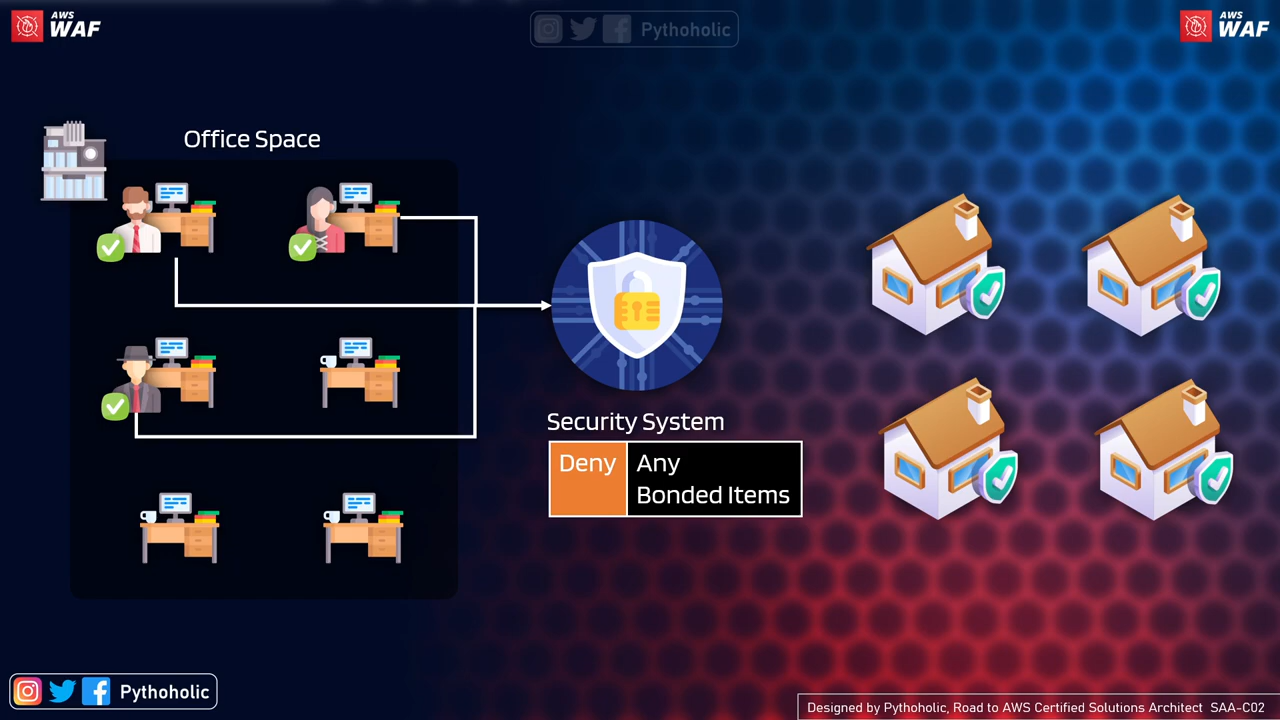 AWS
WAF
Pythoholic
AWS
WAF
Office Space
Security System
Deny
Any
Bonded Items
Pythoholic
Designed by Pythoholic, Road to AWS Certified Solutions Architect SAA-C02